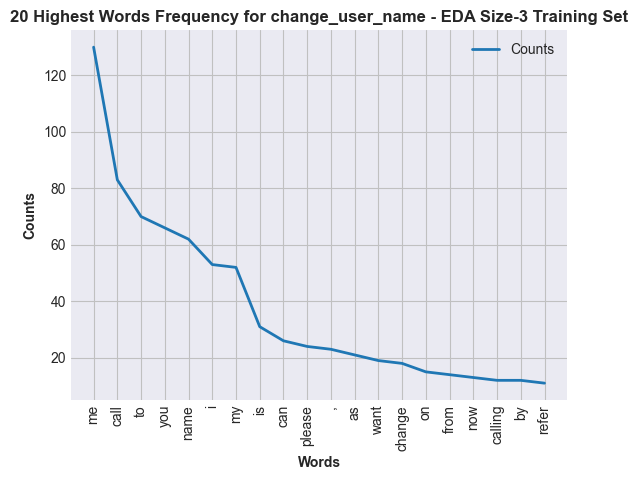 20 Highest Words Frequency for change_user_name - EDA Size-3 Training Set
Counts
120
100
80
60
40
20
Counts
me
call
to
you
name
i
my
is
can
please
,
as
want
change
on
from
now
calling
by
refer
Words